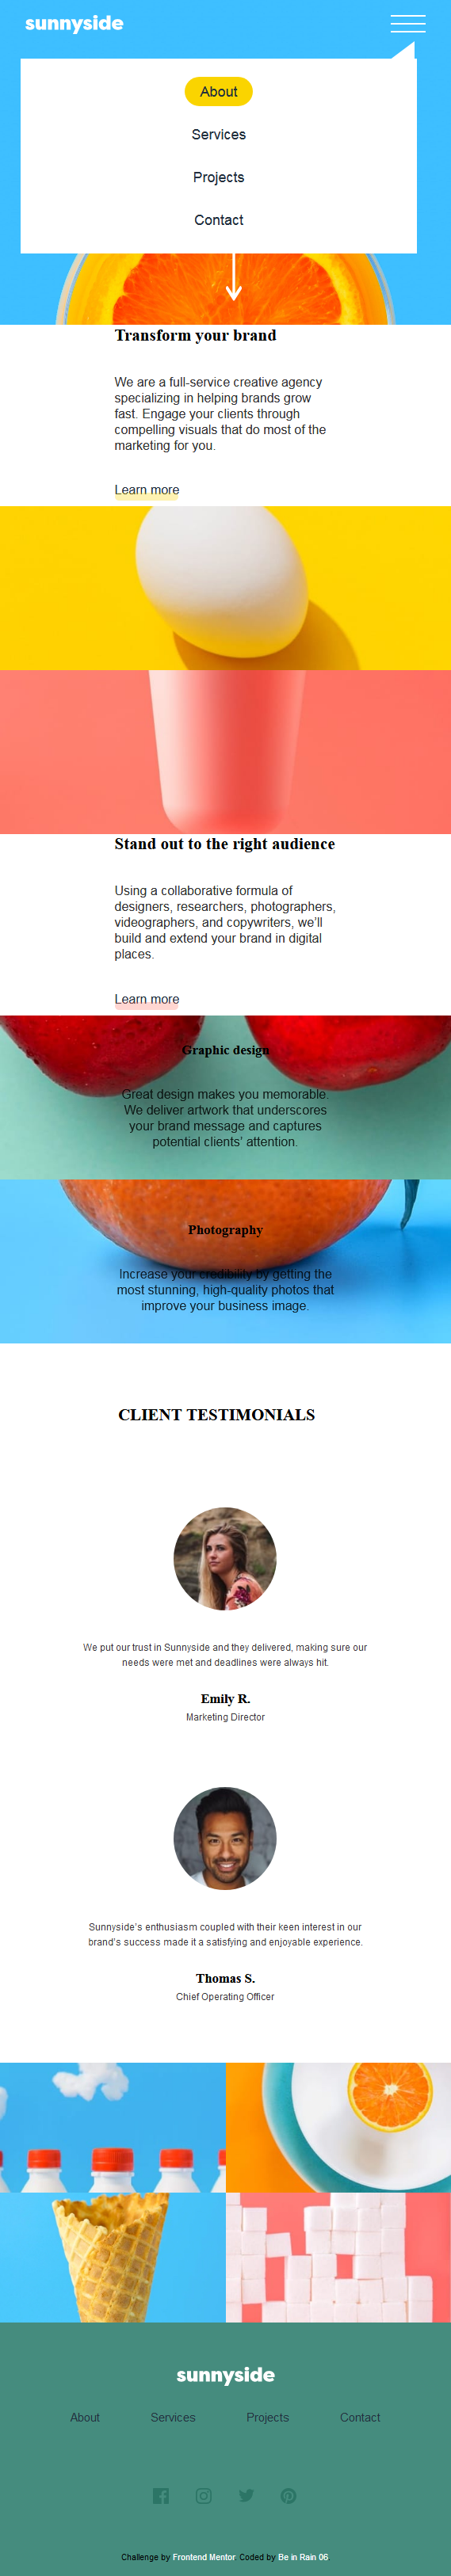 sunnyside
About
Services
Projects
Contact
Transform your brand
We are a full-service creative agency
specializing in helping brands grow
fast. Engage your clients through
compelling visuals that do most of the
marketing for you.
Learn more
Stand out to the right audience
Using a collaborative formula of
designers, researchers, photographers,
videographers, and copywriters, we’ll
build and extend your brand in digital
places.
Learn more
Graphic design
Great design makes you memorable.
We deliver artwork that underscores
your brand message and captures
potential clients’ attention.
Photography
Increase your credibility by getting the
most stunning, high-quality photos that
improve your business image.
CLIENT TESTIMONIALS
We put our trust in Sunnyside and they delivered, making sure our
needs were met and deadlines were always hit.
Emily R.
Marketing Director
Sunnyside’s enthusiasm coupled with their keen interest in our
brand’s success made it a satisfying and enjoyable experience.
Thomas S.
Chief Operating Officer
sunnyside
About Services Projects Contact
Challenge by Frontend Mentor Coded by Be in Rain 06